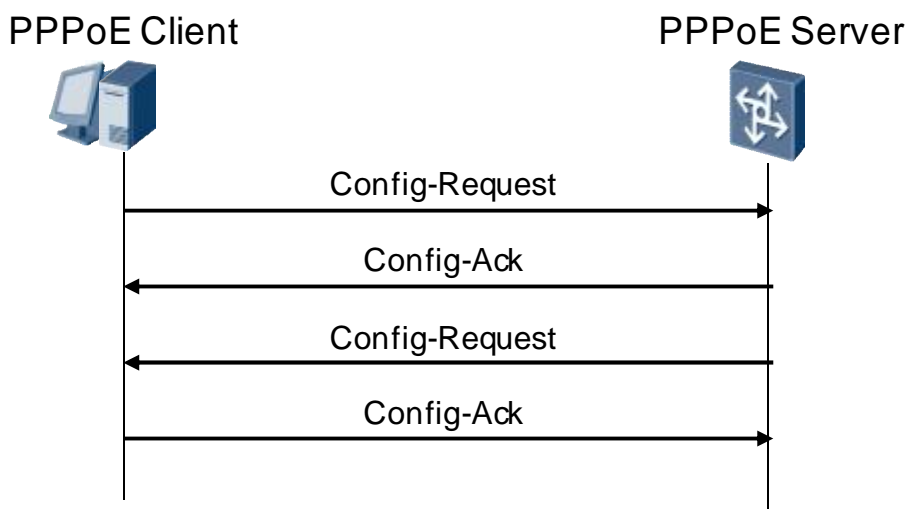 PPPoE Client
PPPoE Server
Config-Request
Config-Ack
Config-Request
Config-Ack